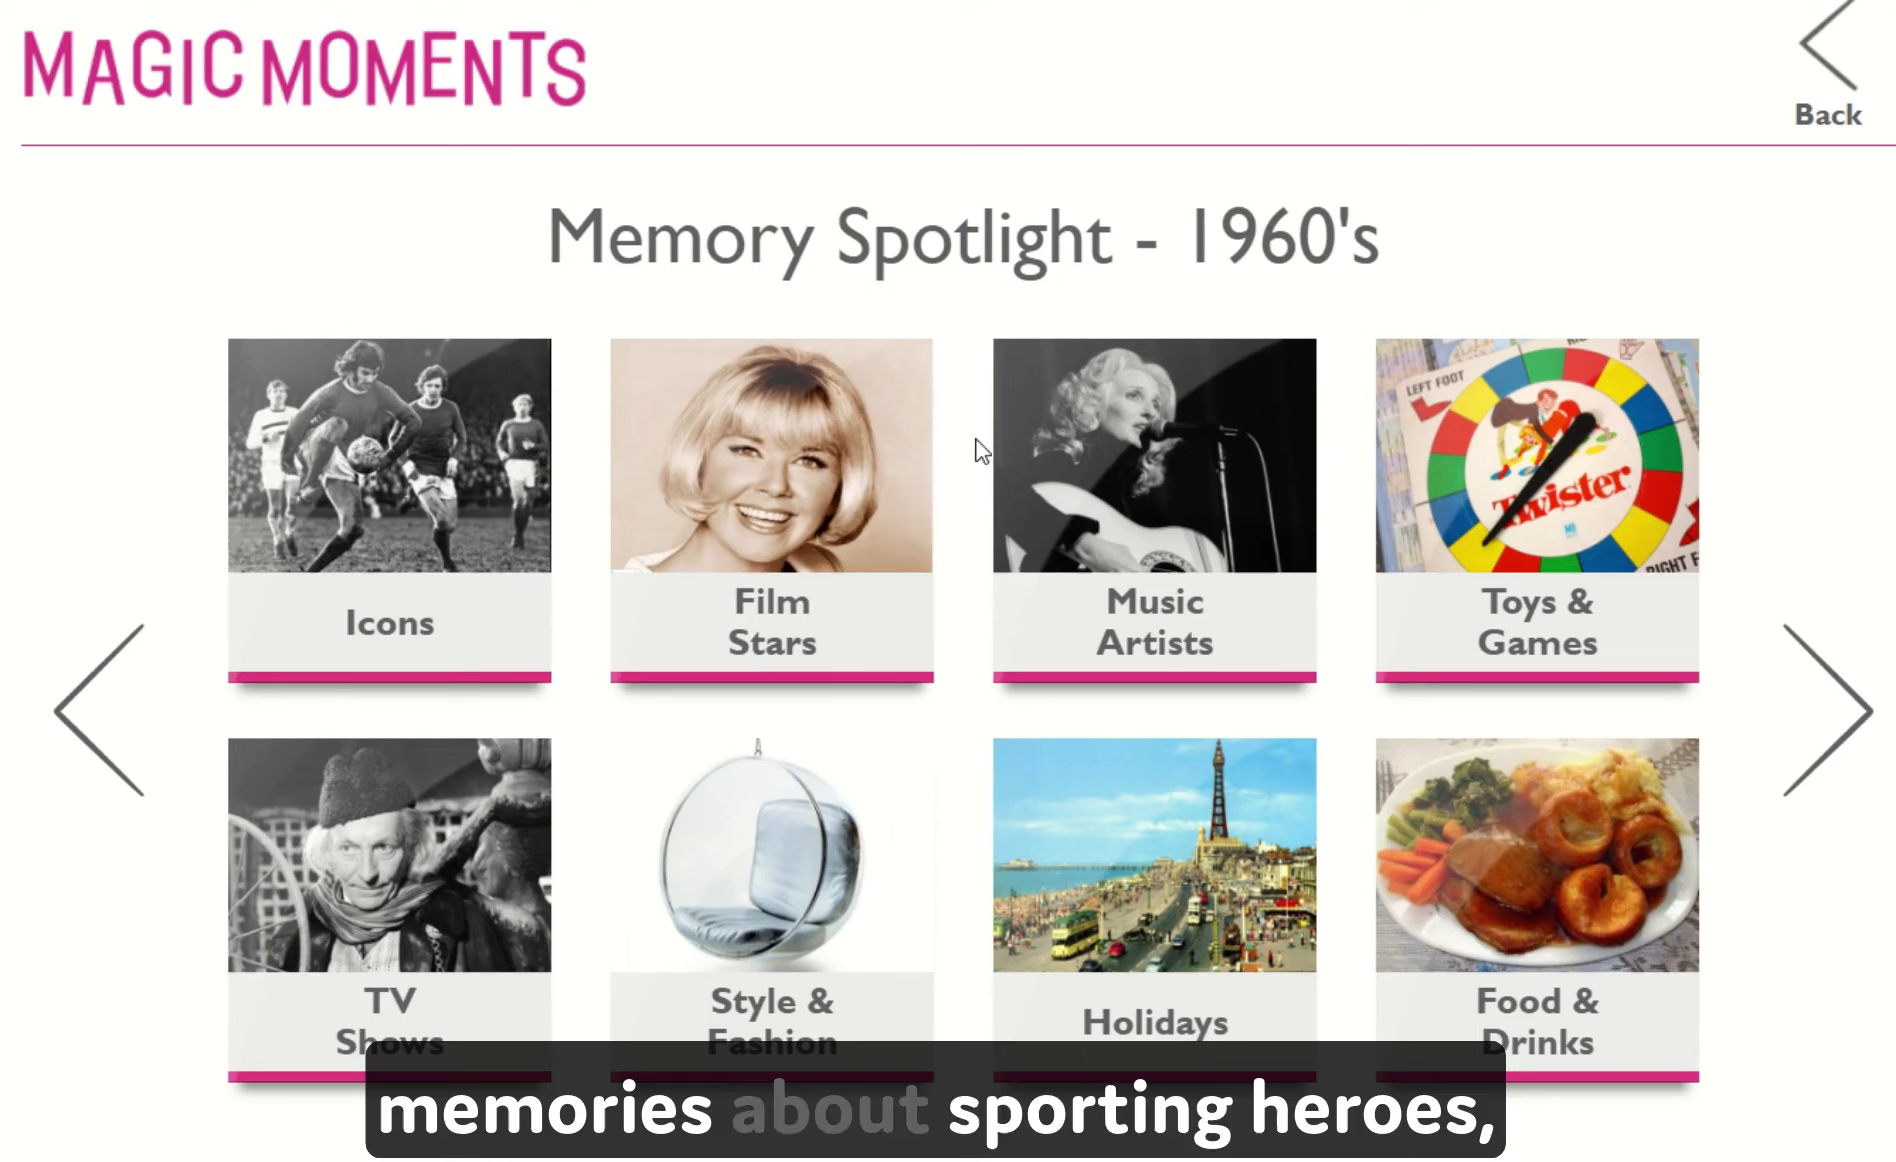 MAGIC MOMENTS
Back
Memory Spotlight - 1960's
LEFT FOOT
Twister
RIGHT
Icons
Film
Stars
Music
Artists
Toys &
Games
TV
Shows
Style &
Fashion
Holidays
Food &
Drinks
memories about sporting heroes,